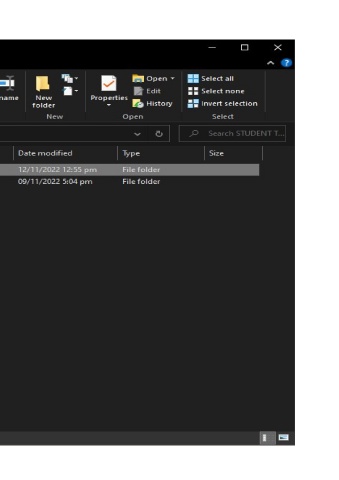 name
New
folder
New
Properties
Open
Edit
History
Open
Select all
Select none
Invert selection
Select
Search STUDENT T...
Date modified
Type
Size
12/11/2022 12:55 pm
File folder
09/11/2022 5:04 pm
File folder